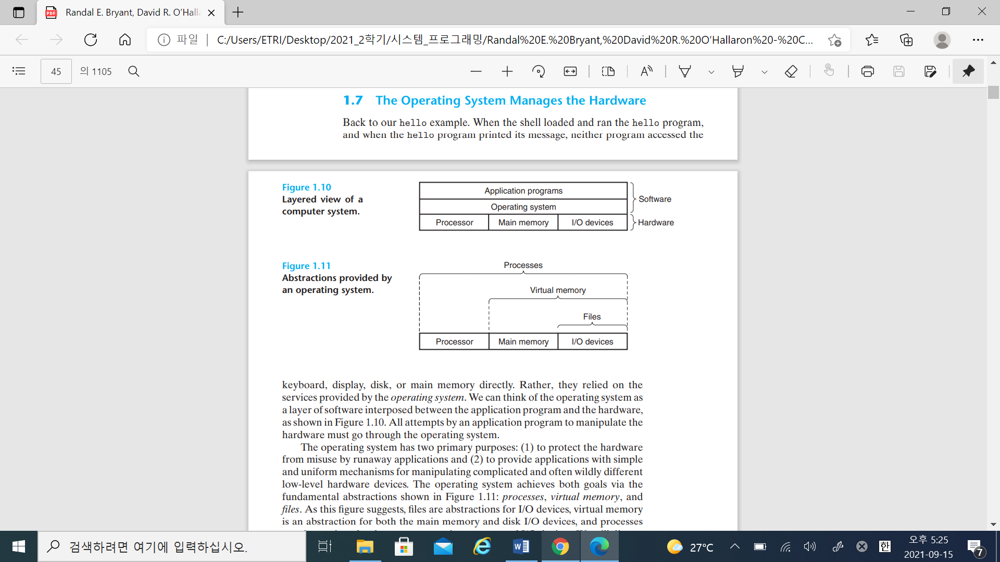 Randal E. Bryant, David R. O'Halla
파일
C:/Users/ETRI/Desktop/2021_2학기/시스템_프로그래밍/Randal%20E.%20Bryant,%20David%20R.%20O'Hallaron%20-%20C...
45 의 1105
1.7 The Operating System Manages the Hardware
Back to our hello example. When the shell loaded and ran the hello program,
and when the hello program printed its message, neither program accessed the
Figure 1.10
Layered view of a
computer system.
Application programs
Operating system
Processor Main memory I/O devices
Software
Hardware
Figure 1.11
Abstractions provided by
an operating system.
Processes
Virtual memory
Files
Processor Main memory I/O devices
keyboard, display, disk, or main memory directly. Rather, they relied on the
services provided by the operating system. We can think of the operating system as
a layer of software interposed between the application program and the hardware,
as shown in Figure 1.10. All attempts by an application program to manipulate the
hardware must go through the operating system.
The operating system has two primary purposes: (1) to protect the hardware
from misuse by runaway applications and (2) to provide applications with simple
and uniform mechanisms for manipulating complicated and often wildly different
low-level hardware devices. The operating system achieves both goals via the
fundamental abstractions shown in Figure 1.11: processes, virtual memory, and
files. As this figure suggests, files are abstractions for I/O devices, virtual memory
is an abstraction for both the main memory and disk I/O devices, and processes
검색하려면 여기에 입력하십시오.
27°C
한
오후 5:25
2021-09-15
7